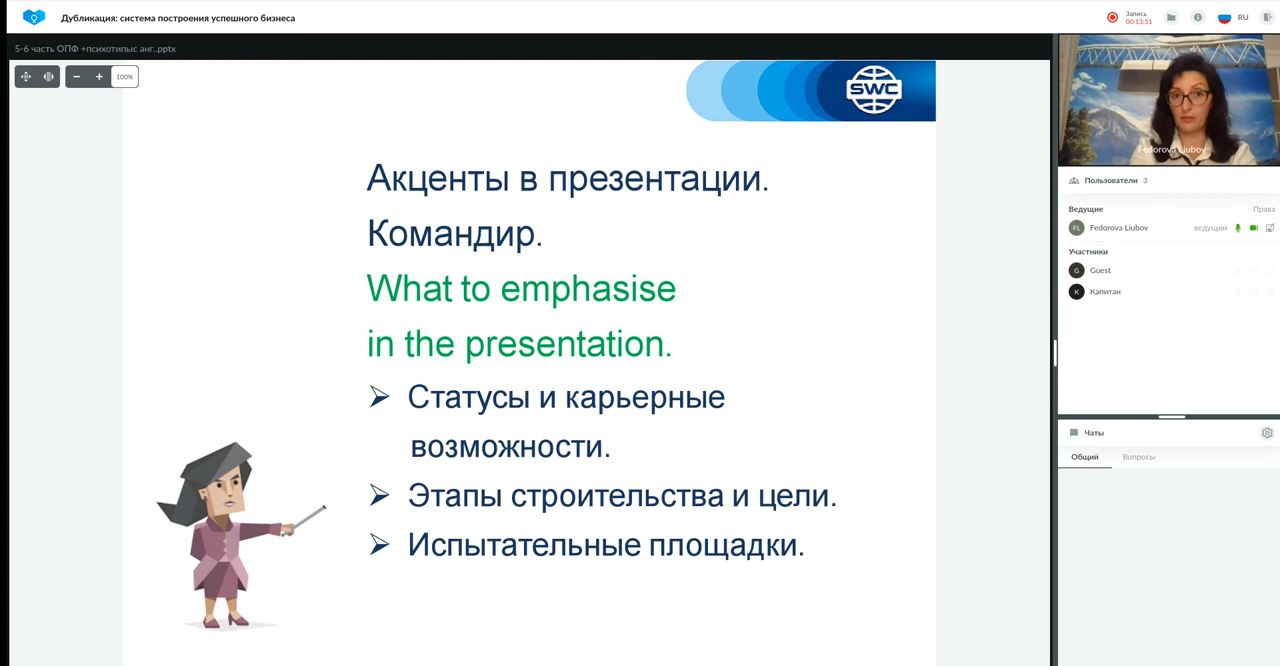 Дубликация: система построения успешного бизнеса
Запись
00:13:51
RU
5-6 часть ОПФ +психотипыс анг..pptx
100%
SWC
Акценты в презентации.
Командир.
What to emphasise
in the presentation.
Статусы и карьерные
возможности.
Этапы строительства и цели.
Испытательные площадки.
Fedorova Liubov
Пользователи 3
Ведущие Права
FL Fedorova Liubov ведущий
Участники
G Guest
К Капитан
Чаты
Общий Вопросы